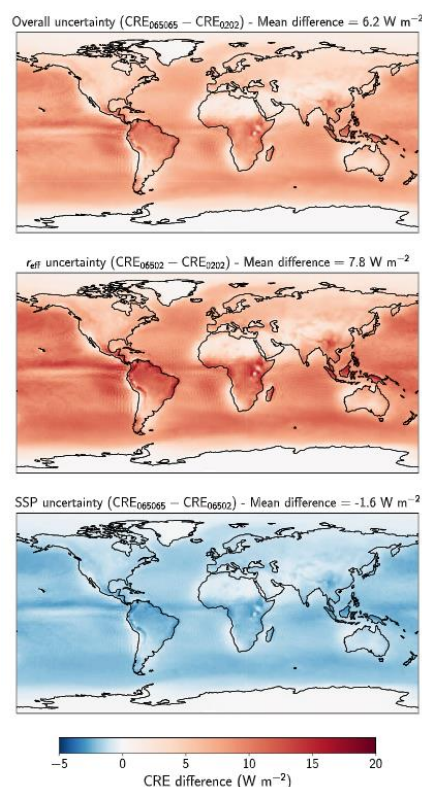 Overall uncertainty (CRE₀₆₅₀₆₅ − CRE₀₂₀₂) - Mean difference = 6.2 W m⁻²
r_eff uncertainty (CRE₀₆₅₀₂ − CRE₀₂₀₂) - Mean difference = 7.8 W m⁻²
SSP uncertainty (CRE₀₆₅₀₆₅ − CRE₀₆₅₀₂) - Mean difference = -1.6 W m⁻²
−5 0 5 10 15 20
CRE difference (W m⁻²)